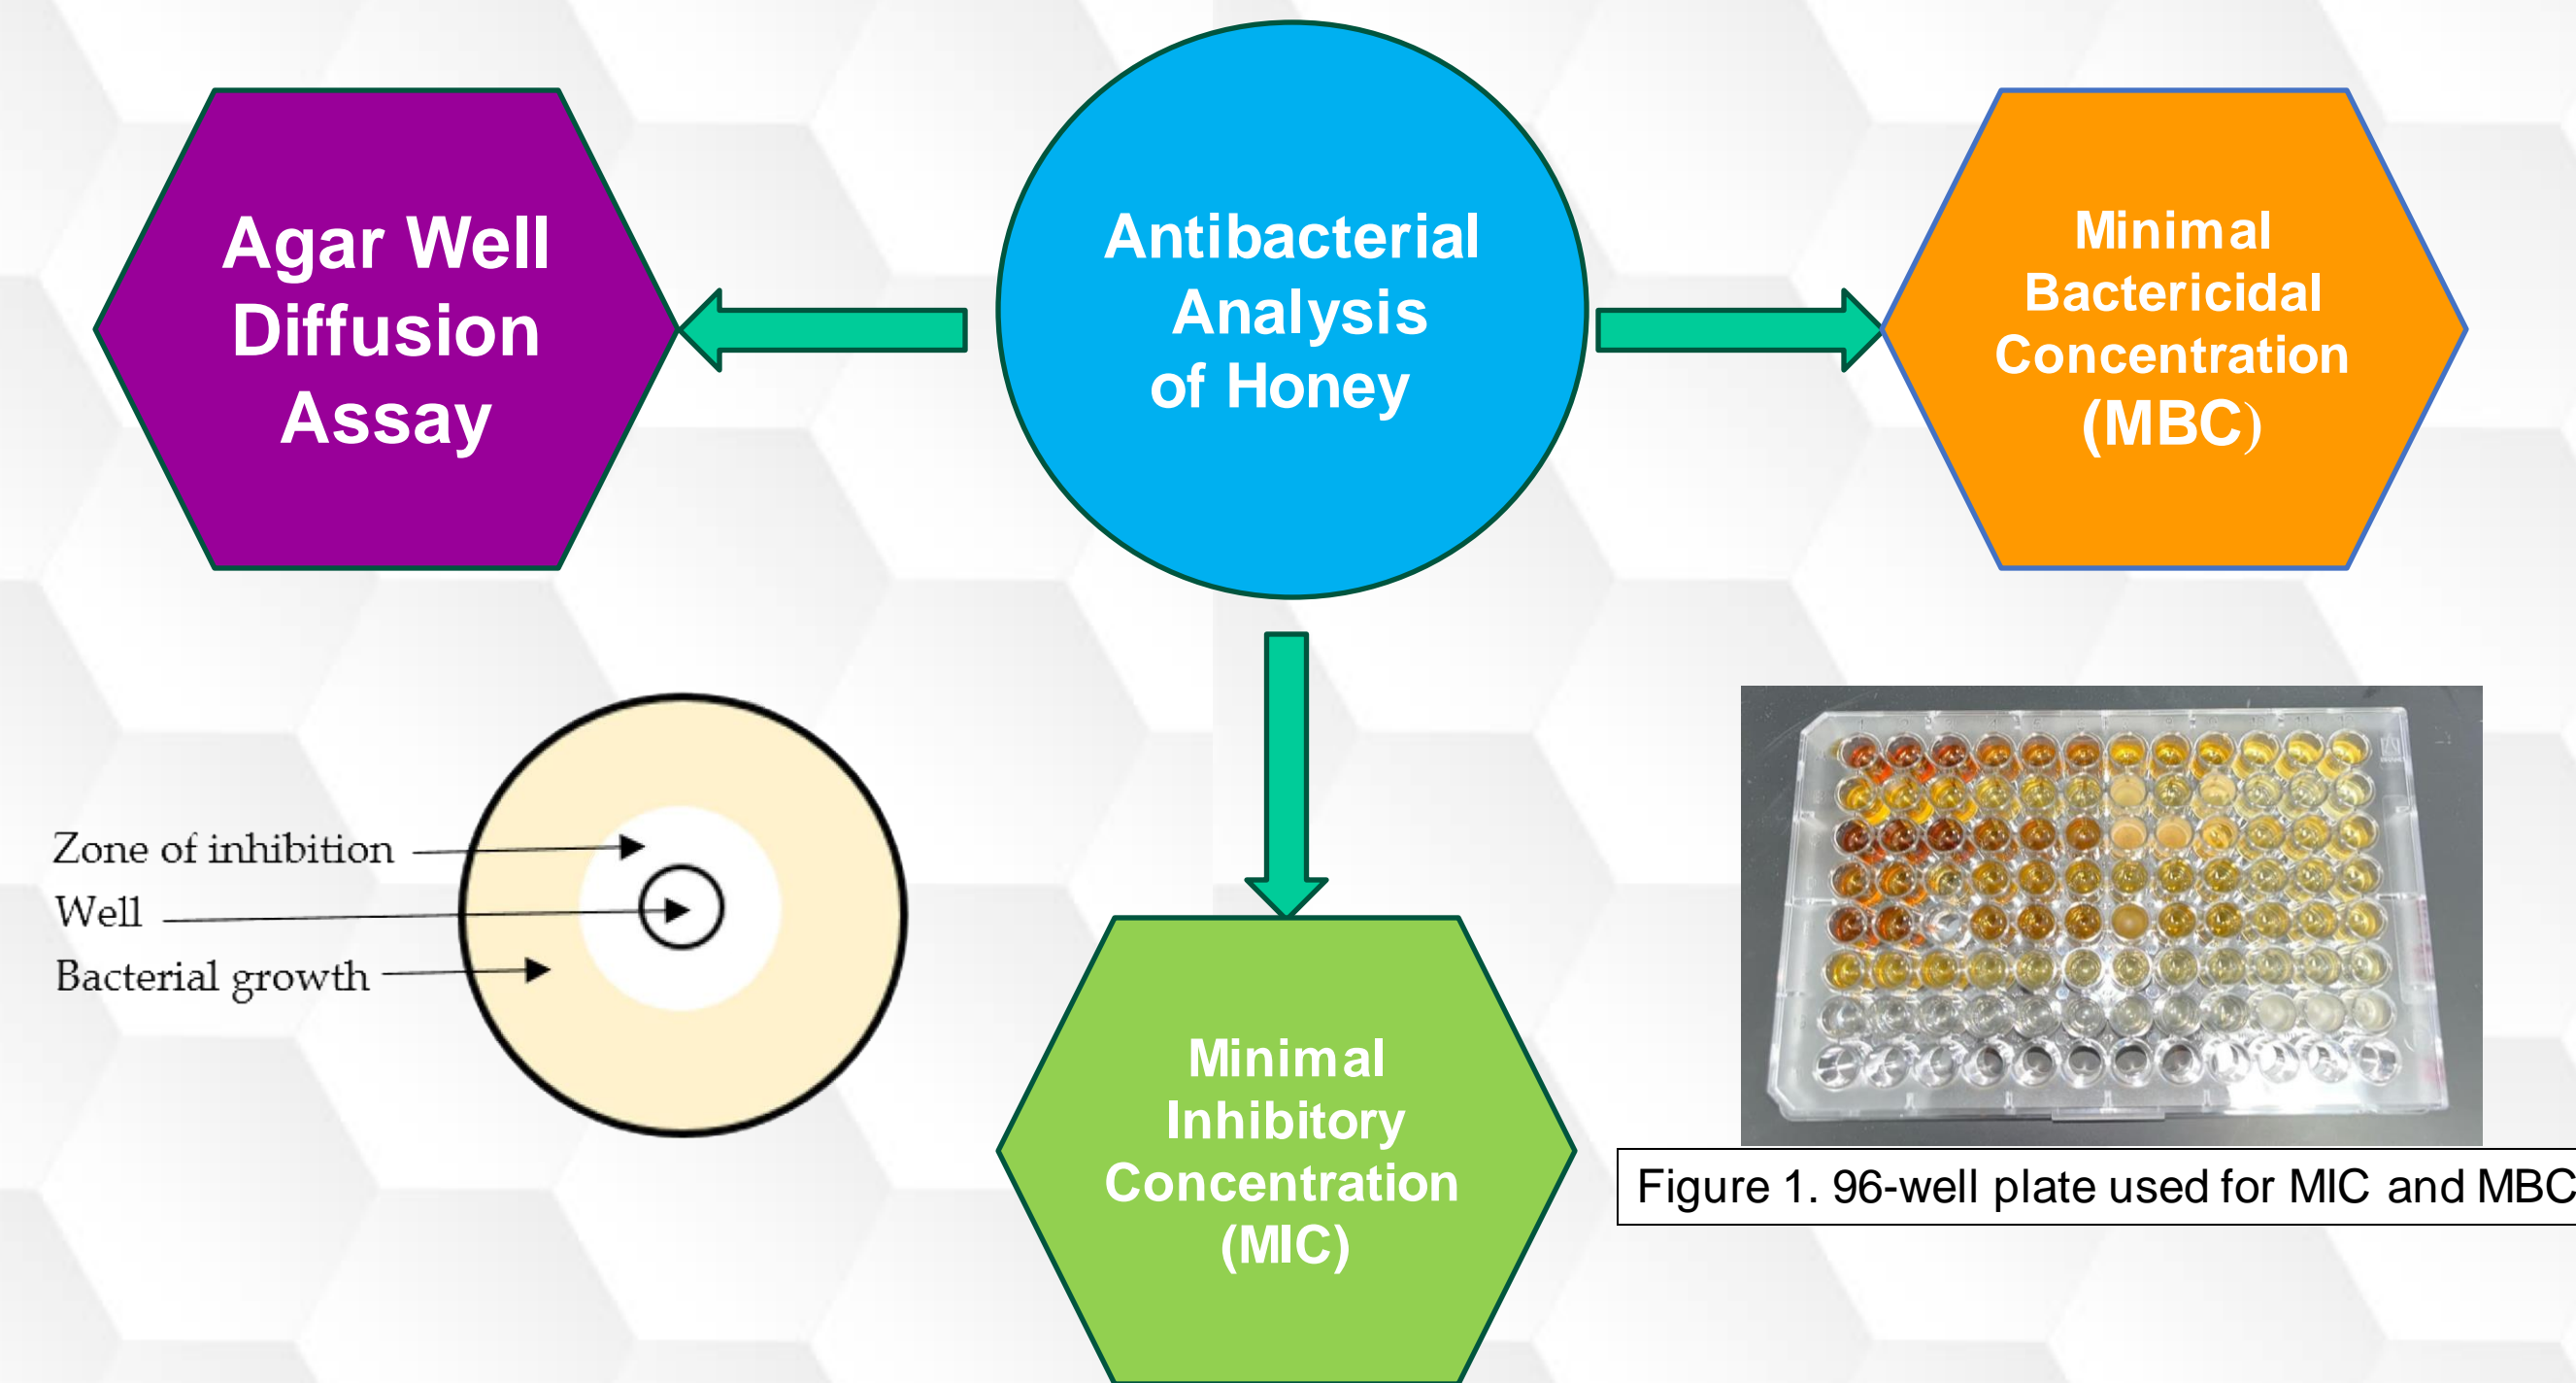 Agar Well
Diffusion
Assay
Antibacterial
Analysis
of Honey
Minimal
Bactericidal
Concentration
(MBC)
Zone of inhibition
Well
Bacterial growth
Minimal
Inhibitory
Concentration
(MIC)
Figure 1. 96-well plate used for MIC and MBC